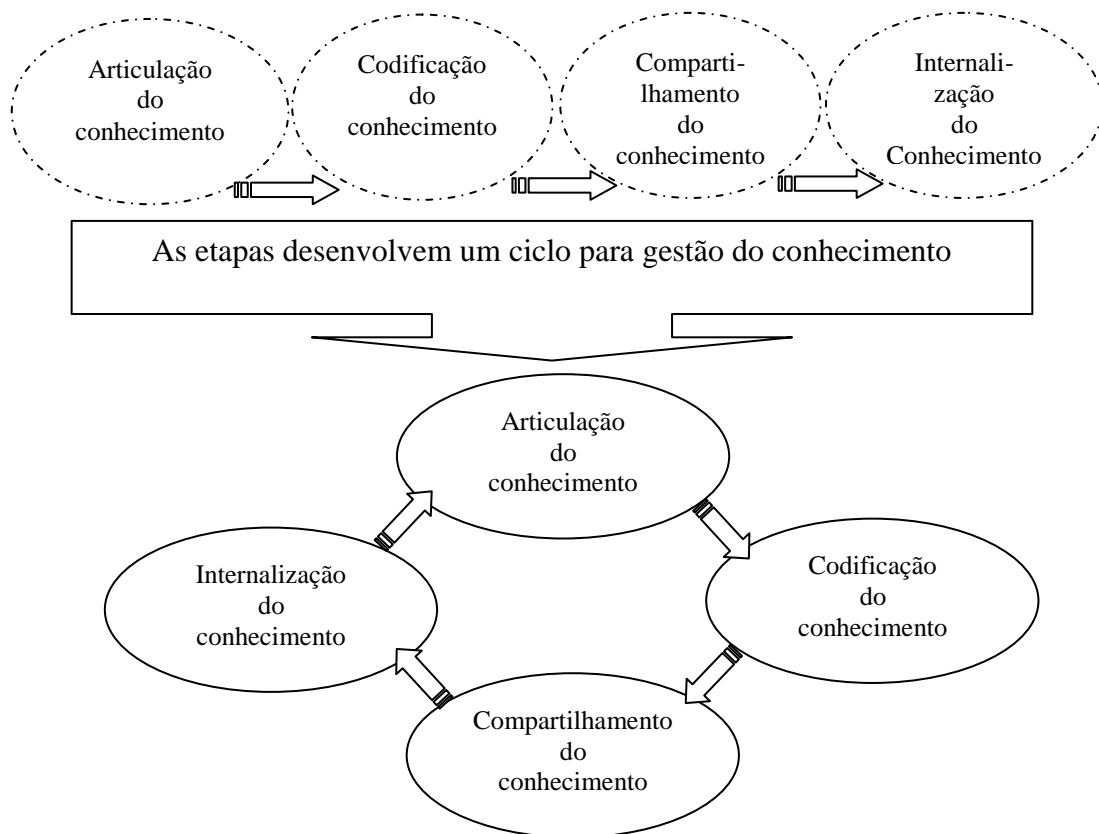 Articulação
do
conhecimento
Codificação
do
conhecimento
Comparti-
lhamento
do
conhecimento
Internali-
zação
do
Conhecimento
As etapas desenvolvem um ciclo para gestão do conhecimento
Articulação
do
conhecimento
Codificação
do
conhecimento
Compartilhamento
do
conhecimento
Internalização
do
conhecimento